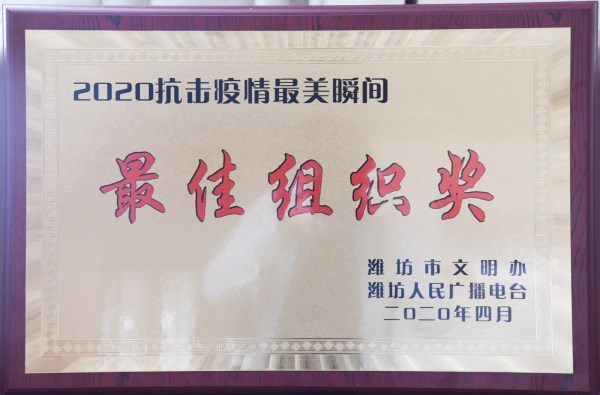 2020抗击疫情最美瞬间
最佳组织奖
潍坊市文明办
潍坊人民广播电台
二〇二〇年四月